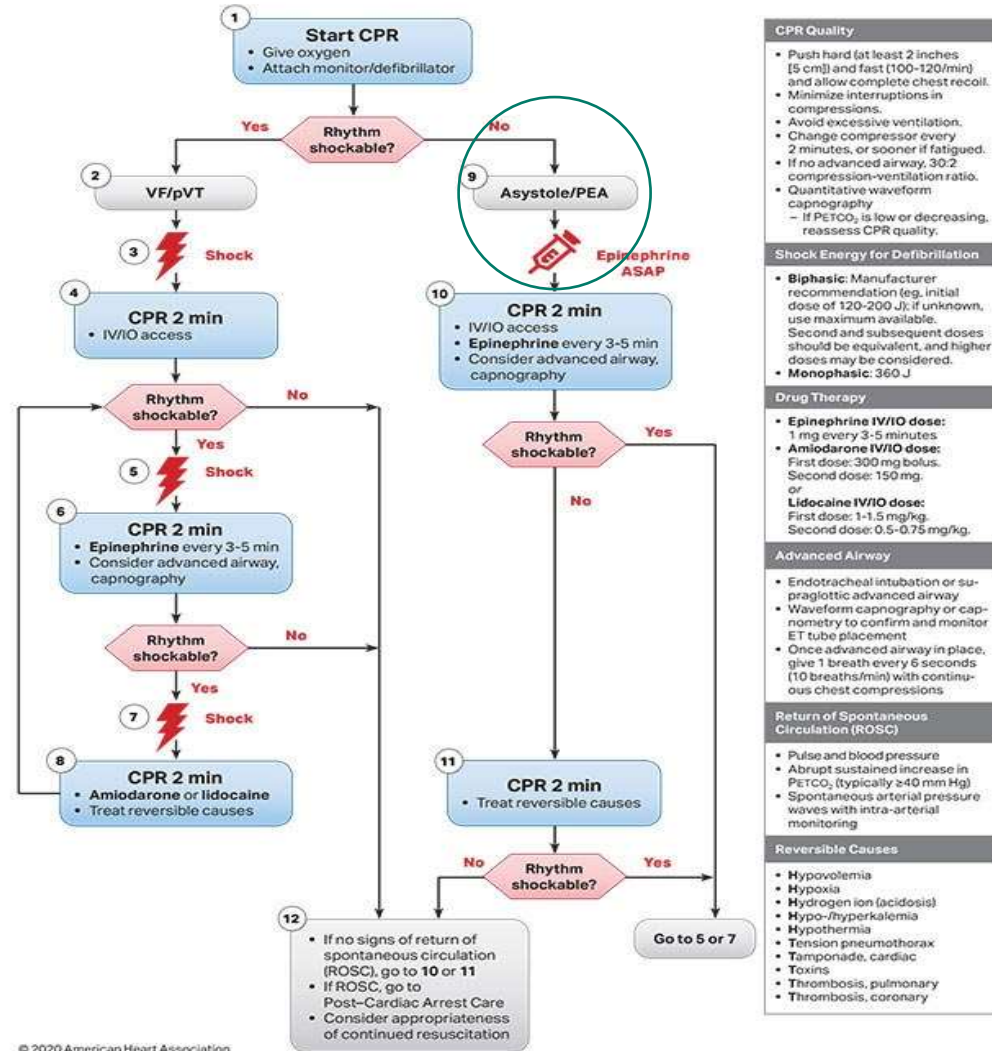 1
Start CPR
• Give oxygen
• Attach monitor/defibrillator
Yes
Rhythm
shockable?
No
2
VF/pVT
9
Asystole/PEA
3
Shock
Epinephrine
ASAP
4
CPR 2 min
• IV/IO access
10
CPR 2 min
• IV/IO access
• Epinephrine every 3-5 min
• Consider advanced airway,
capnography
Rhythm
shockable?
No
Yes
Rhythm
shockable?
Yes
No
5
Shock
6
CPR 2 min
• Epinephrine every 3-5 min
• Consider advanced airway,
capnography
Rhythm
shockable?
No
Yes
7
Shock
8
CPR 2 min
• Amiodarone or lidocaine
• Treat reversible causes
11
CPR 2 min
• Treat reversible causes
No
Rhythm
shockable?
Yes
12
• If no signs of return of
spontaneous circulation
(ROSC), go to 10 or 11
• If ROSC, go to
Post–Cardiac Arrest Care
• Consider appropriateness
of continued resuscitation
Go to 5 or 7
© 2020 American Heart Association
CPR Quality
• Push hard (at least 2 inches
[5 cm]) and fast (100-120/min)
and allow complete chest recoil.
• Minimize interruptions in
compressions.
• Avoid excessive ventilation.
• Change compressor every
2 minutes, or sooner if fatigued.
• If no advanced airway, 30:2
compression-ventilation ratio.
• Quantitative waveform
capnography
– If PETCO₂ is low or decreasing,
reassess CPR quality.
Shock Energy for Defibrillation
• Biphasic: Manufacturer
recommendation (eg, initial
dose of 120-200 J); if unknown,
use maximum available.
Second and subsequent doses
should be equivalent, and higher
doses may be considered.
• Monophasic: 360 J
Drug Therapy
• Epinephrine IV/IO dose:
1 mg every 3-5 minutes
• Amiodarone IV/IO dose:
First dose: 300 mg bolus.
Second dose: 150 mg.
or
Lidocaine IV/IO dose:
First dose: 1-1.5 mg/kg.
Second dose: 0.5-0.75 mg/kg.
Advanced Airway
• Endotracheal intubation or su-
praglottic advanced airway
• Waveform capnography or cap-
nometry to confirm and monitor
ET tube placement
• Once advanced airway in place,
give 1 breath every 6 seconds
(10 breaths/min) with continu-
ous chest compressions
Return of Spontaneous
Circulation (ROSC)
• Pulse and blood pressure
• Abrupt sustained increase in
PETCO₂ (typically ≥40 mm Hg)
• Spontaneous arterial pressure
waves with intra-arterial
monitoring
Reversible Causes
• Hypovolemia
• Hypoxia
• Hydrogen ion (acidosis)
• Hypo-/hyperkalemia
• Hypothermia
• Tension pneumothorax
• Tamponade, cardiac
• Toxins
• Thrombosis, pulmonary
• Thrombosis, coronary